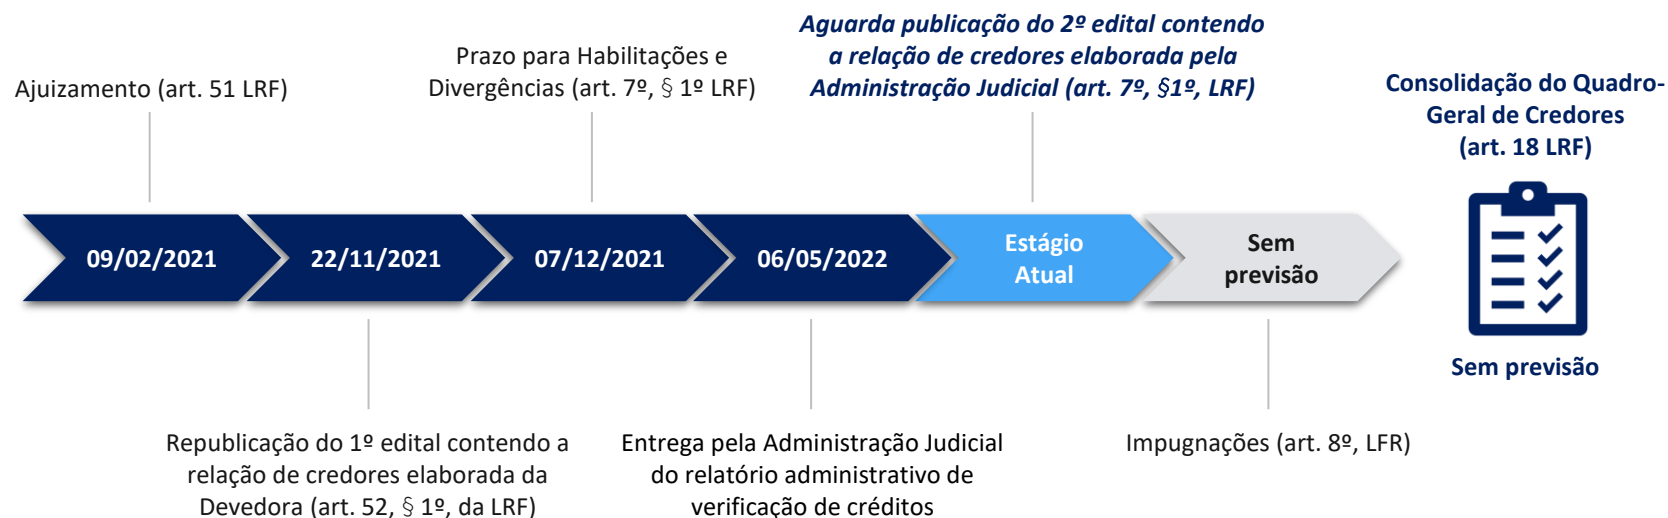 Ajuizamento (art. 51 LRF)
Prazo para Habilitações e
Divergências (art. 7º, § 1º LRF)
Aguarda publicação do 2º edital contendo
a relação de credores elaborada pela
Administração Judicial (art. 7º, §1º, LRF)
Consolidação do Quadro-
Geral de Credores
(art. 18 LRF)
09/02/2021
22/11/2021
07/12/2021
06/05/2022
Estágio
Atual
Sem
previsão
Sem previsão
Republicação do 1º edital contendo a
relação de credores elaborada da
Devedora (art. 52, § 1º, da LRF)
Entrega pela Administração Judicial
do relatório administrativo de
verificação de créditos
Impugnações (art. 8º, LFR)